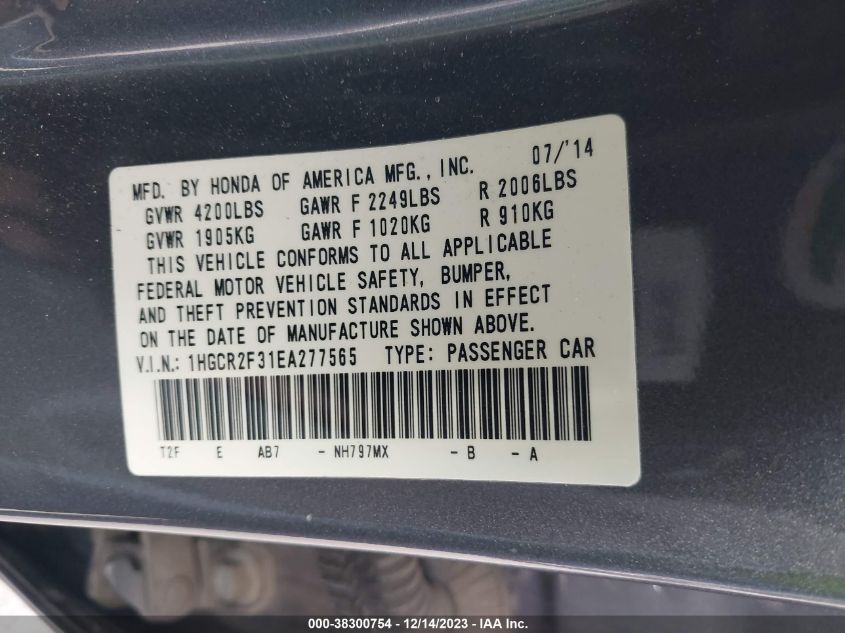 MFD. BY HONDA OF AMERICA MFG., INC. 07/'14
GVWR 4200LBS GAWR F 2249LBS R 2006LBS
GVWR 1905KG GAWR F 1020KG R 910KG
THIS VEHICLE CONFORMS TO ALL APPLICABLE
FEDERAL MOTOR VEHICLE SAFETY, BUMPER,
AND THEFT PREVENTION STANDARDS IN EFFECT
ON THE DATE OF MANUFACTURE SHOWN ABOVE.
V.I.N.: 1HGCR2F31EA277565 TYPE: PASSENGER CAR
T2F E AB7 - NH797MX - B - A
000-38300754 - 12/14/2023 - IAA Inc.